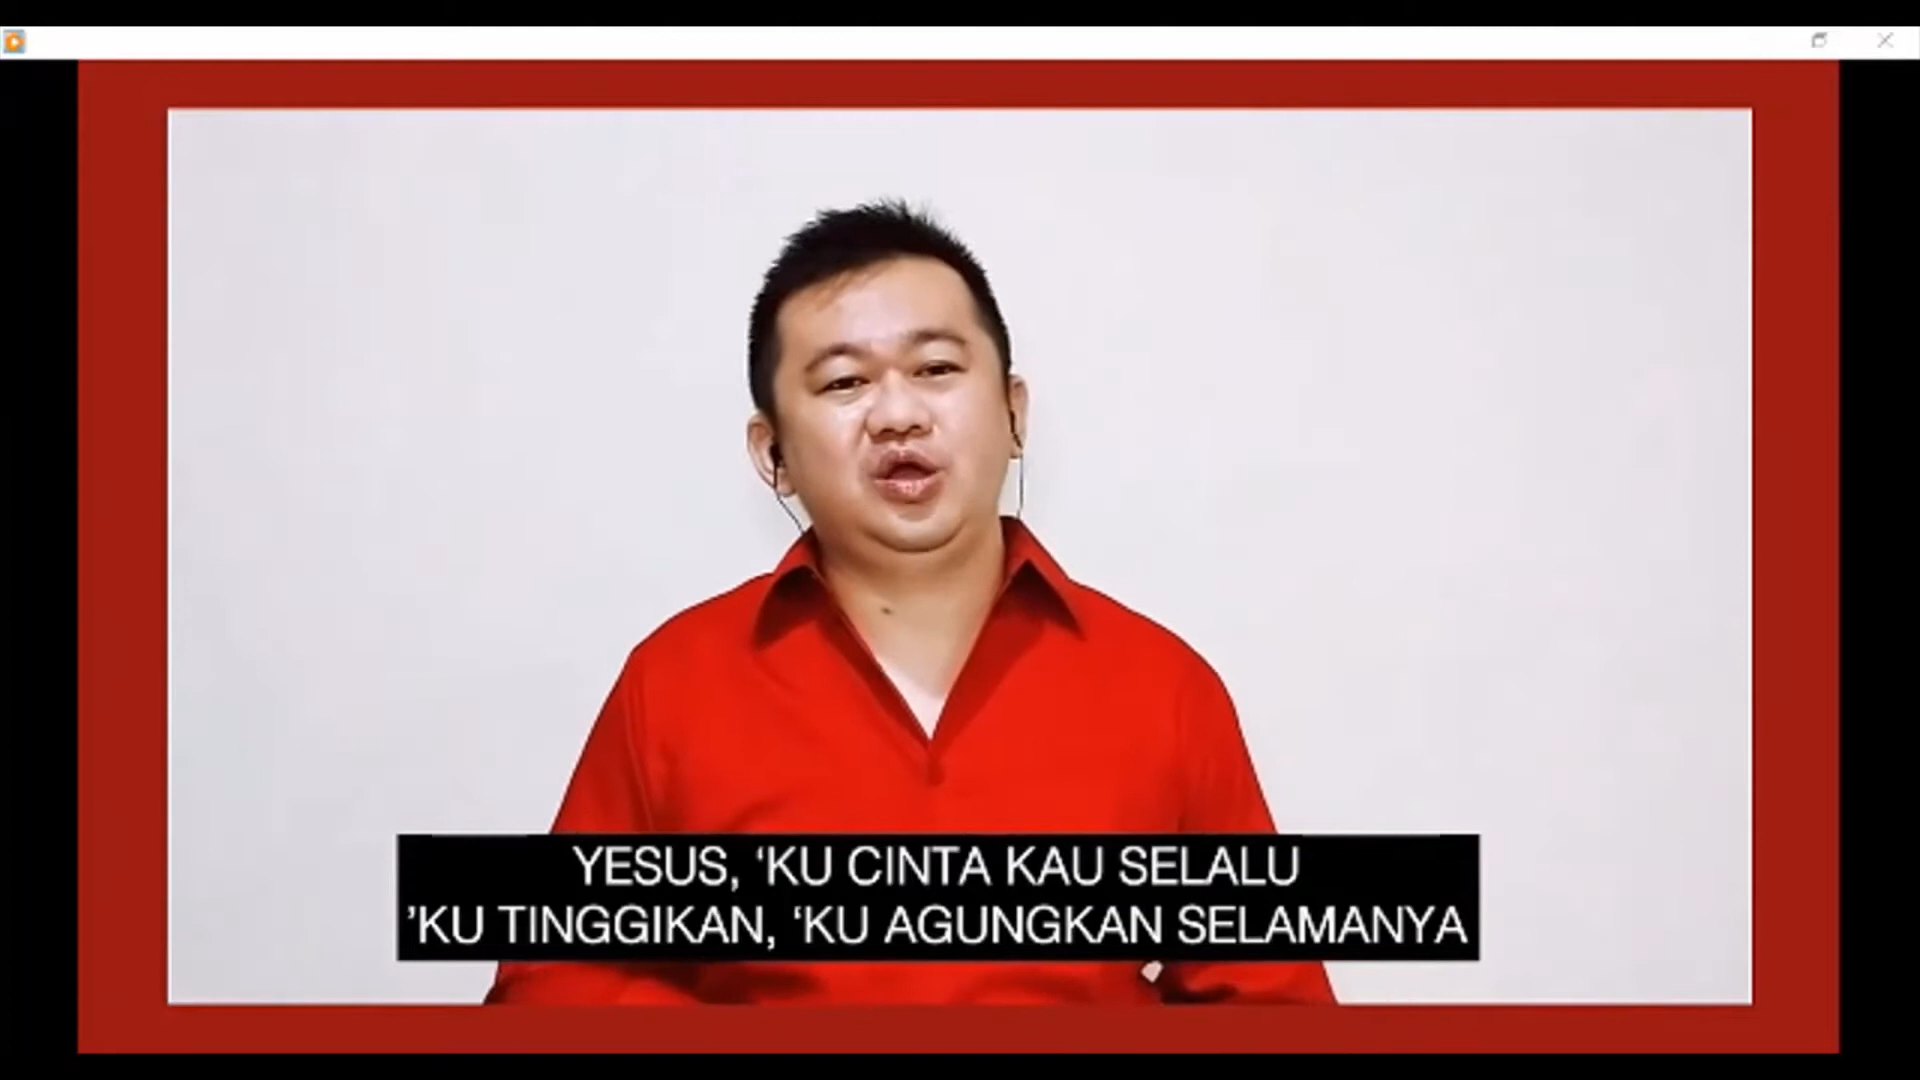 YESUS, ‘KU CINTA KAU SELALU
’KU TINGGIKAN, ‘KU AGUNGKAN SELAMANYA